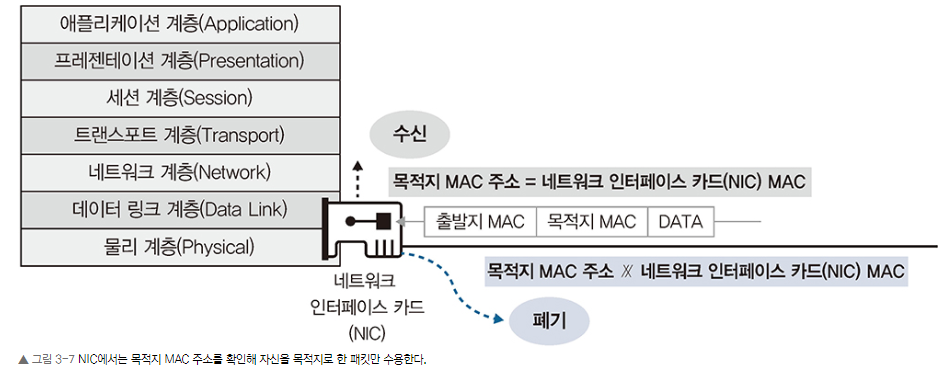 애플리케이션 계층(Application)
프레젠테이션 계층(Presentation)
세션 계층(Session)
트랜스포트 계층(Transport)
네트워크 계층(Network)
데이터 링크 계층(Data Link)
물리 계층(Physical)
수신
목적지 MAC 주소 = 네트워크 인터페이스 카드(NIC) MAC
출발지 MAC 목적지 MAC DATA
목적지 MAC 주소 ※ 네트워크 인터페이스 카드(NIC) MAC
네트워크
인터페이스 카드
(NIC)
폐기
▲ 그림 3-7 NIC에서는 목적지 MAC 주소를 확인해 자신을 목적지로 한 패킷만 수용한다.